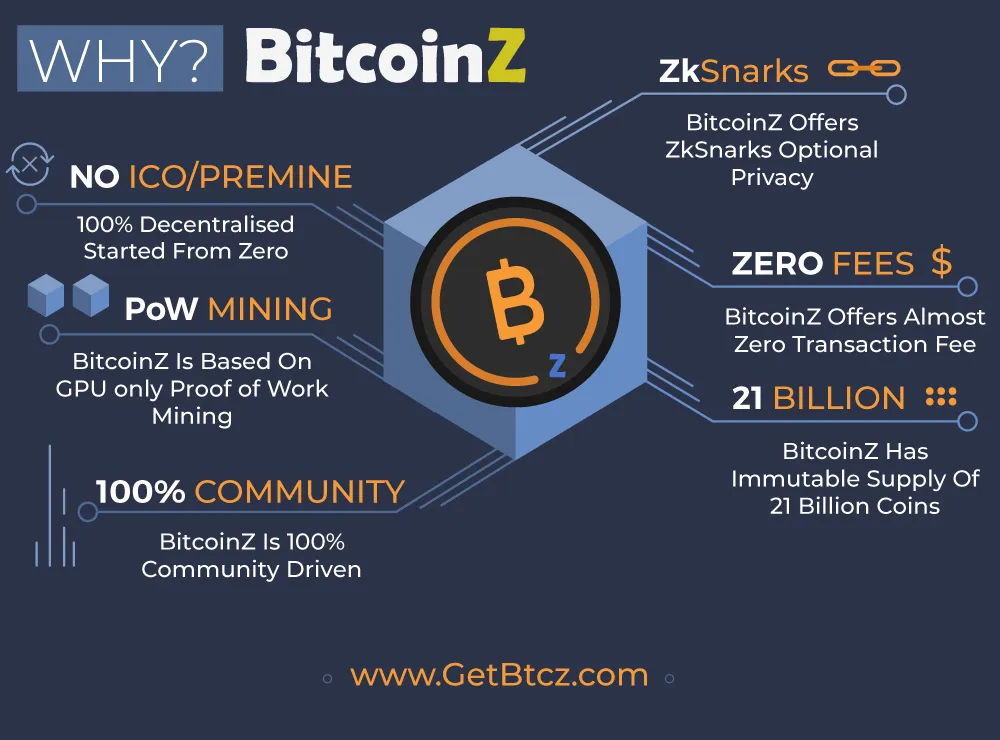 WHY? BitcoinZ
NO ICO/PREMINE
100% Decentralised
Started From Zero
PoW MINING
BitcoinZ Is Based On
GPU only Proof of Work
Mining
100% COMMUNITY
BitcoinZ Is 100%
Community Driven
ZkSnarks
BitcoinZ Offers
ZkSnarks Optional
Privacy
ZERO FEES $
BitcoinZ Offers Almost
Zero Transaction Fee
21 BILLION
BitcoinZ Has
Immutable Supply Of
21 Billion Coins
Z
www.GetBtcz.com